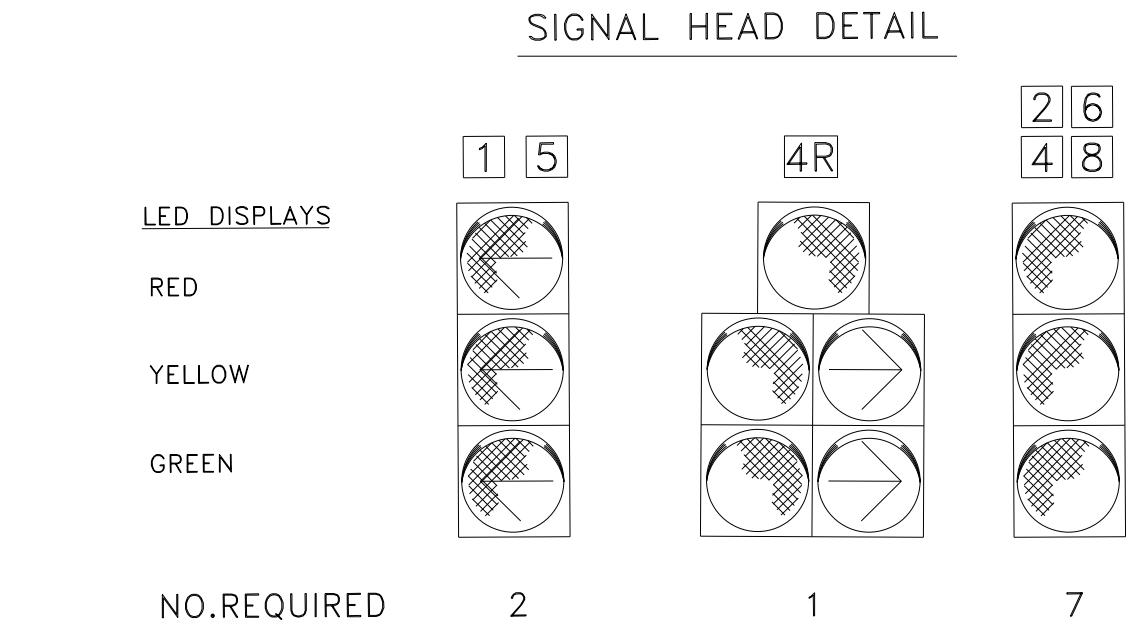 SIGNAL HEAD DETAIL
2 6
1 5 4R 4 8
LED DISPLAYS
RED
YELLOW
GREEN
NO.REQUIRED 2 1 7